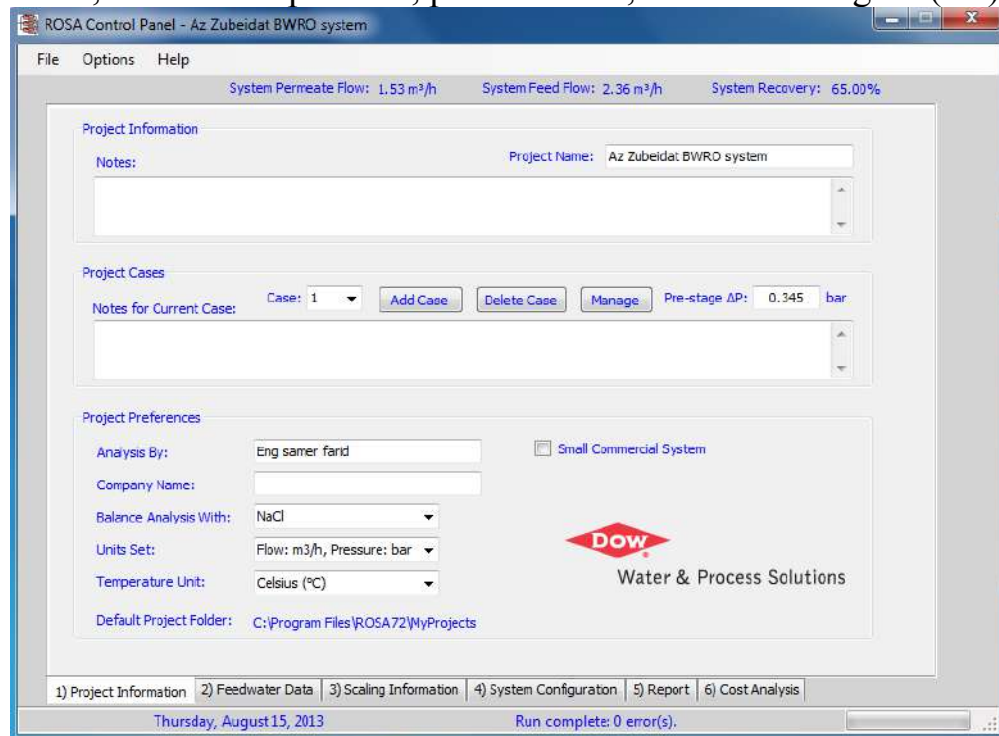 ROSA Control Panel - Az Zubeidat BWRO system
File Options Help
System Permeate Flow: 1.53 m³/h System Feed Flow: 2.36 m³/h System Recovery: 65.00%
Project Information
Notes: Project Name: Az Zubeidat BWRO system
Project Cases
Notes for Current Case: Case: 1 Add Case Delete Case Manage Pre-stage ΔP: 0.345 bar
Project Preferences
Analysis By: Eng samer farid Small Commercial System
Company Name:
Balance Analysis With: NaCl
Units Set: Flow: m3/h, Pressure: bar
DOW
Water & Process Solutions
Temperature Unit: Celsius (ºC)
Default Project Folder: C:\Program Files\ROSA72\MyProjects
1) Project Information 2) Feedwater Data 3) Scaling Information 4) System Configuration 5) Report 6) Cost Analysis
Thursday, August 15, 2013 Run complete: 0 error(s).